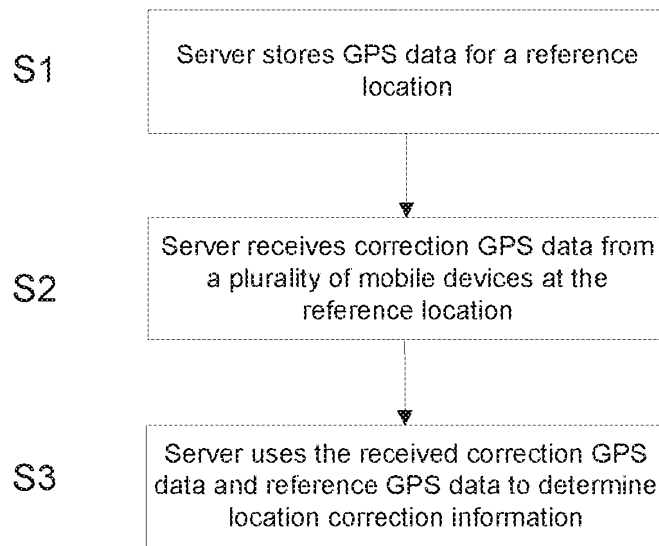 S1
Server stores GPS data for a reference
location
S2
Server receives correction GPS data from
a plurality of mobile devices at the
reference location
S3
Server uses the received correction GPS
data and reference GPS data to determine
location correction information